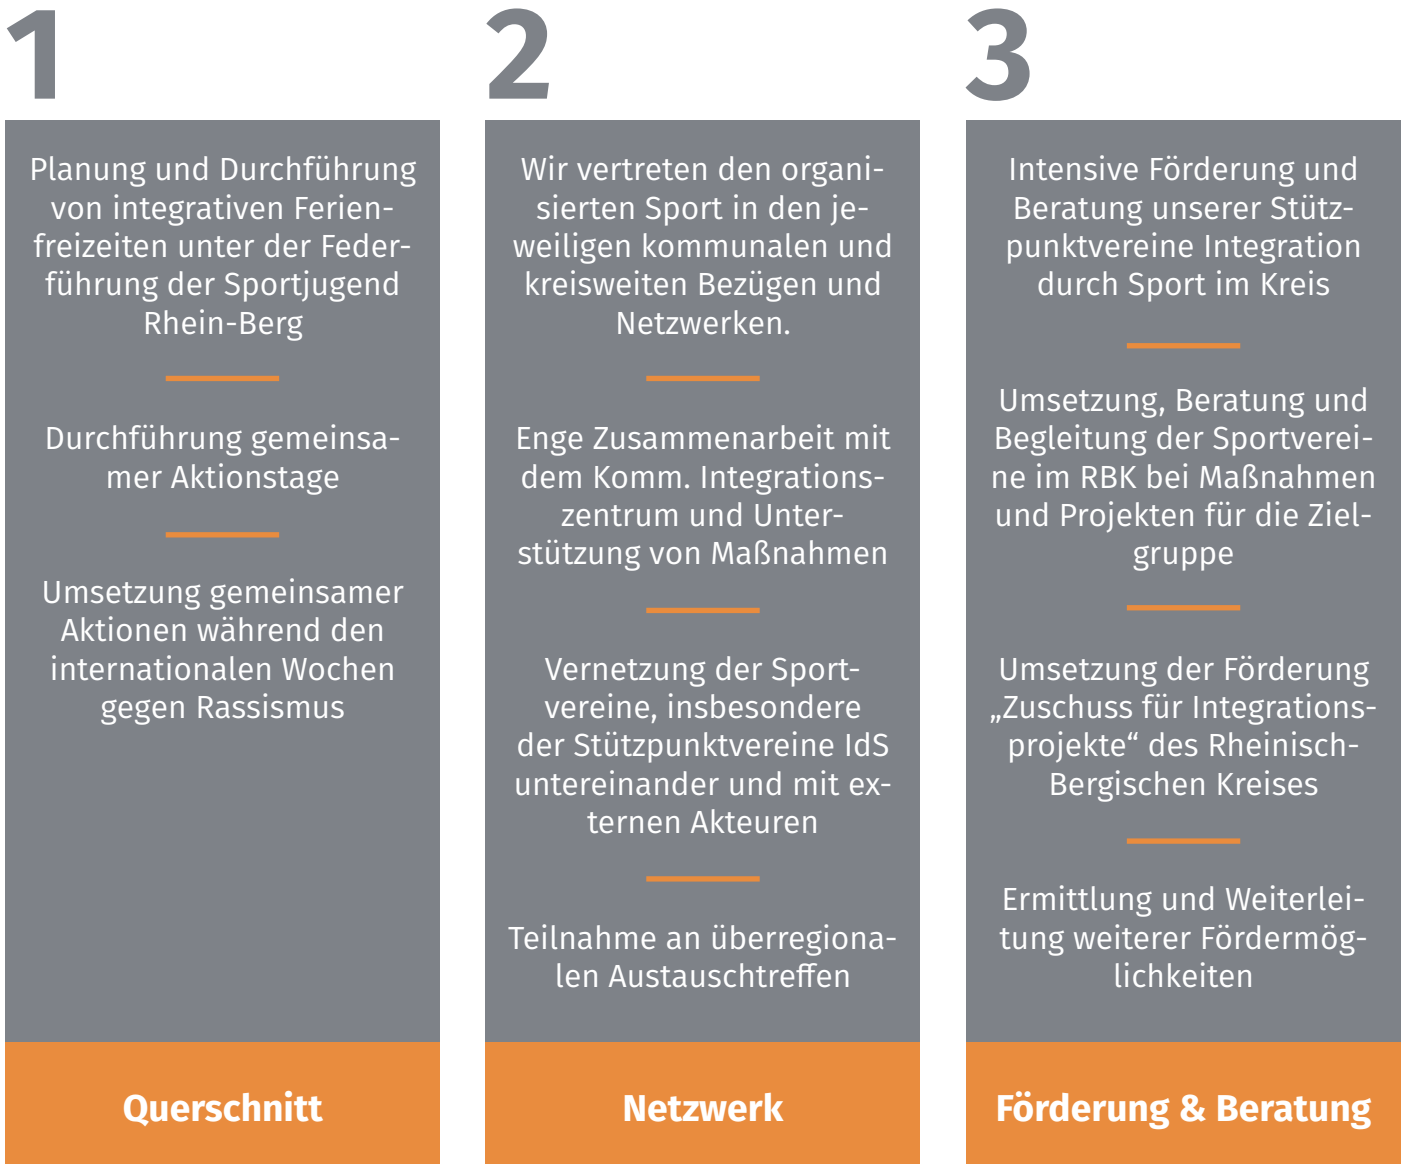 1
Planung und Durchführung
von integrativen Ferien-
freizeiten unter der Feder-
führung der Sportjugend
Rhein-Berg
Durchführung gemeinsa-
mer Aktionstage
Umsetzung gemeinsamer
Aktionen während den
internationalen Wochen
gegen Rassismus
Querschnitt
2
Wir vertreten den organi-
sierten Sport in den je-
weiligen kommunalen und
kreisweiten Bezügen und
Netzwerken.
Enge Zusammenarbeit mit
dem Komm. Integrations-
zentrum und Unter-
stützung von Maßnahmen
Vernetzung der Sport-
vereine, insbesondere
der Stützpunktvereine IdS
untereinander und mit ex-
ternen Akteuren
Teilnahme an überregiona-
len Austauschtreffen
Netzwerk
3
Intensive Förderung und
Beratung unserer Stütz-
punktvereine Integration
durch Sport im Kreis
Umsetzung, Beratung und
Begleitung der Sportverei-
ne im RBK bei Maßnahmen
und Projekten für die Ziel-
gruppe
Umsetzung der Förderung
„Zuschuss für Integrations-
projekte“ des Rheinisch-
Bergischen Kreises
Ermittlung und Weiterlei-
tung weiterer Fördermög-
lichkeiten
Förderung & Beratung